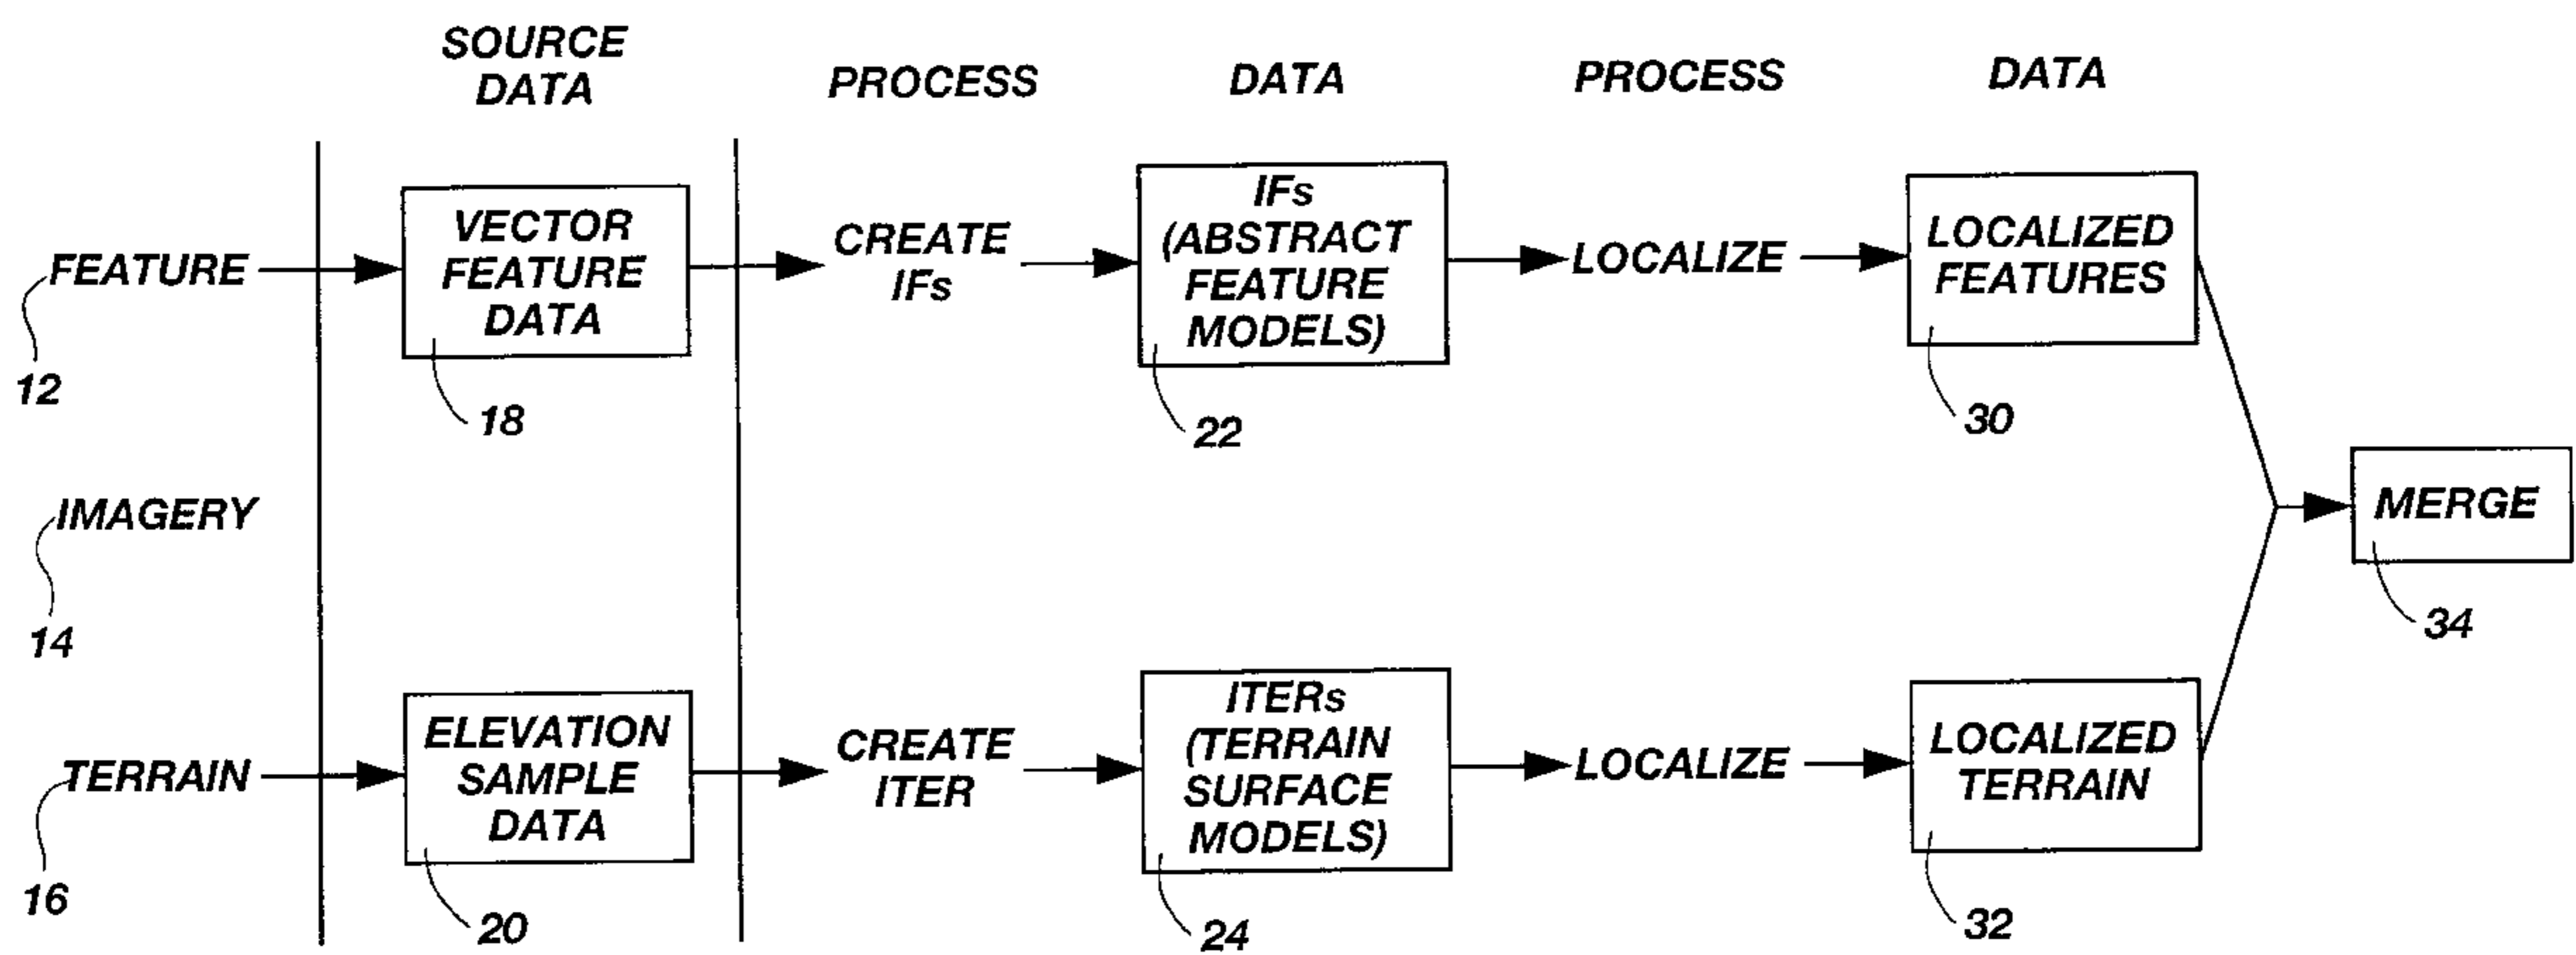 SOURCE
DATA
PROCESS
DATA
PROCESS
DATA
FEATURE
12
VECTOR
FEATURE
DATA
18
CREATE
IFs
IFs
(ABSTRACT
FEATURE
MODELS)
22
LOCALIZE
LOCALIZED
FEATURES
30
IMAGERY
14
MERGE
34
TERRAIN
16
ELEVATION
SAMPLE
DATA
20
CREATE
ITER
ITERs
(TERRAIN
SURFACE
MODELS)
24
LOCALIZE
LOCALIZED
TERRAIN
32